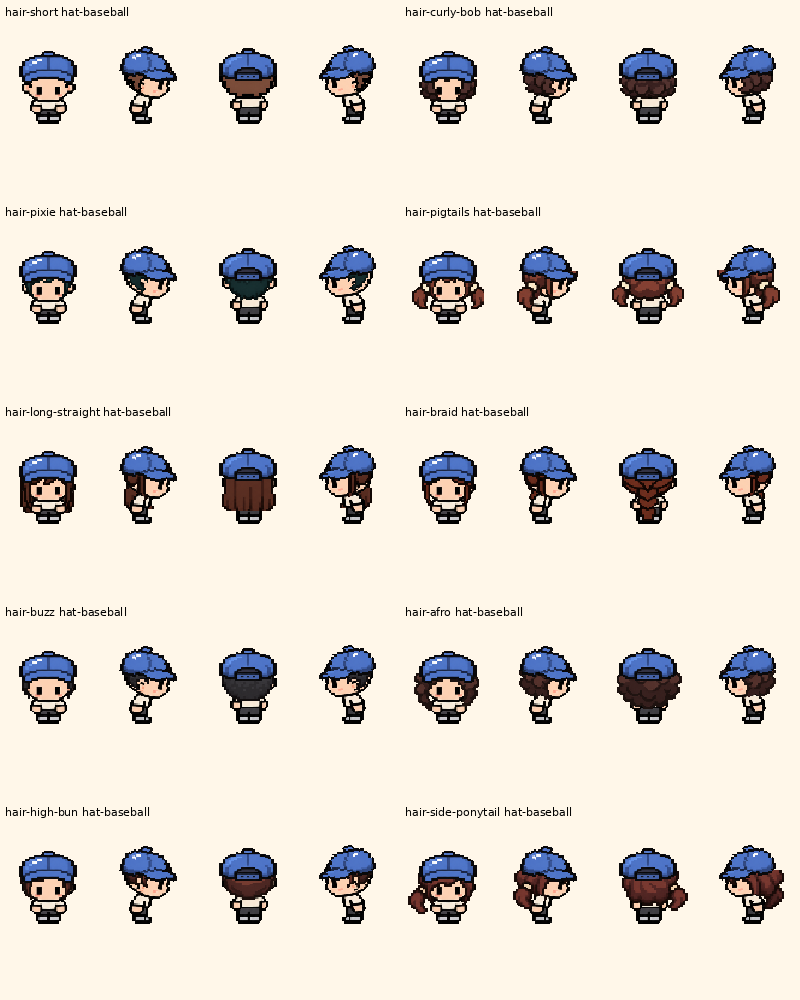 hair-short hat-baseball
hair-curly-bob hat-baseball
hair-pixie hat-baseball
hair-pigtails hat-baseball
hair-long-straight hat-baseball
hair-braid hat-baseball
hair-buzz hat-baseball
hair-afro hat-baseball
hair-high-bun hat-baseball
hair-side-ponytail hat-baseball